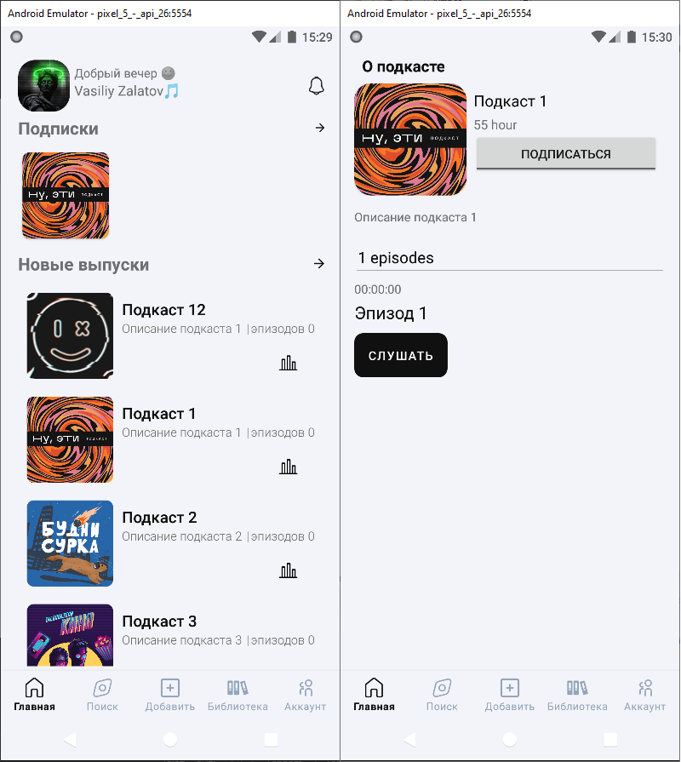 Android Emulator - pixel_5_-_api_26:5554
15:29
Добрый вечер
Vasiliy Zalatov
Подписки
Ну, эти ПОДКАСТ
Новые выпуски
Подкаст 12
Описание подкаста 1 | эпизодов 0
Ну, эти ПОДКАСТ
Подкаст 1
Описание подкаста 1 | эпизодов 0
БУДНИ
СУРКА
Подкаст 2
Описание подкаста 2 | эпизодов 0
Подкаст 3
Описание подкаста 3 | эпизодов 0
Главная
Поиск
Добавить
Библиотека
Аккаунт
Android Emulator - pixel_5_-_api_26:5554
15:30
О подкасте
Ну, эти ПОДКАСТ
Подкаст 1
55 hour
ПОДПИСАТЬСЯ
Описание подкаста 1
1 episodes
00:00:00
Эпизод 1
СЛУШАТЬ
Главная
Поиск
Добавить
Библиотека
Аккаунт